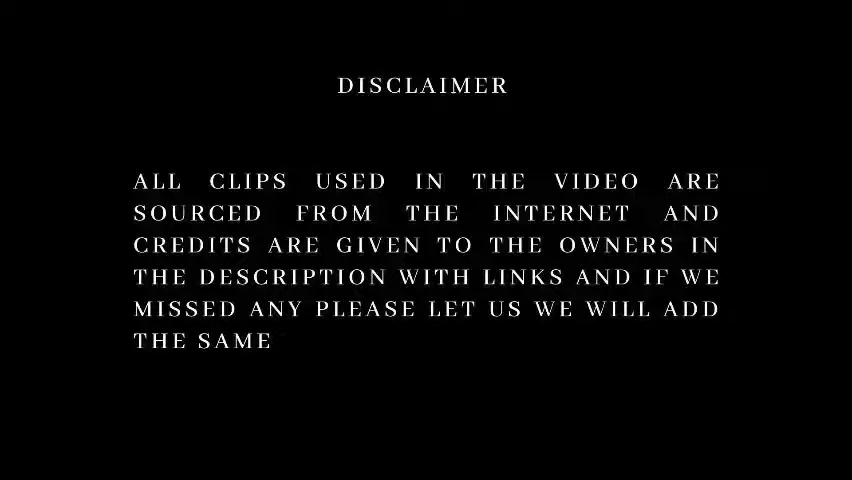 DISCLAIMER
ALL CLIPS USED IN THE VIDEO ARE
SOURCED FROM THE INTERNET AND
CREDITS ARE GIVEN TO THE OWNERS IN
THE DESCRIPTION WITH LINKS AND IF WE
MISSED ANY PLEASE LET US WE WILL ADD
THE SAME